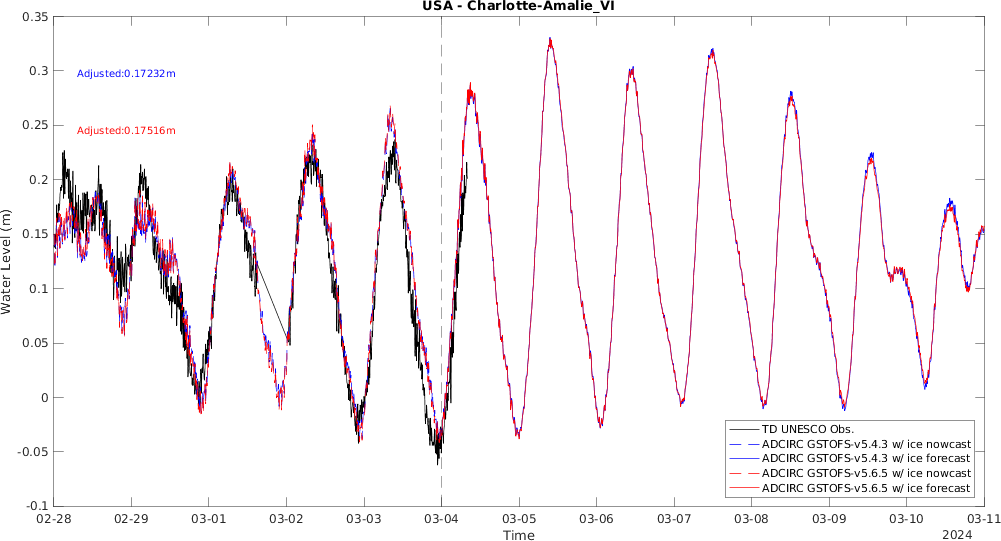 USA - Charlotte-Amalie_VI
0.35
0.3
0.25
0.2
0.15
0.1
0.05
0
-0.05
-0.1
Water Level (m)
Adjusted:0.17232m
Adjusted:0.17516m
TD UNESCO Obs.
ADCIRC GSTOFS-v5.4.3 w/ ice nowcast
ADCIRC GSTOFS-v5.4.3 w/ ice forecast
ADCIRC GSTOFS-v5.6.5 w/ ice nowcast
ADCIRC GSTOFS-v5.6.5 w/ ice forecast
02-28 02-29 03-01 03-02 03-03 03-04 03-05 03-06 03-07 03-08 03-09 03-10 03-11
Time
2024